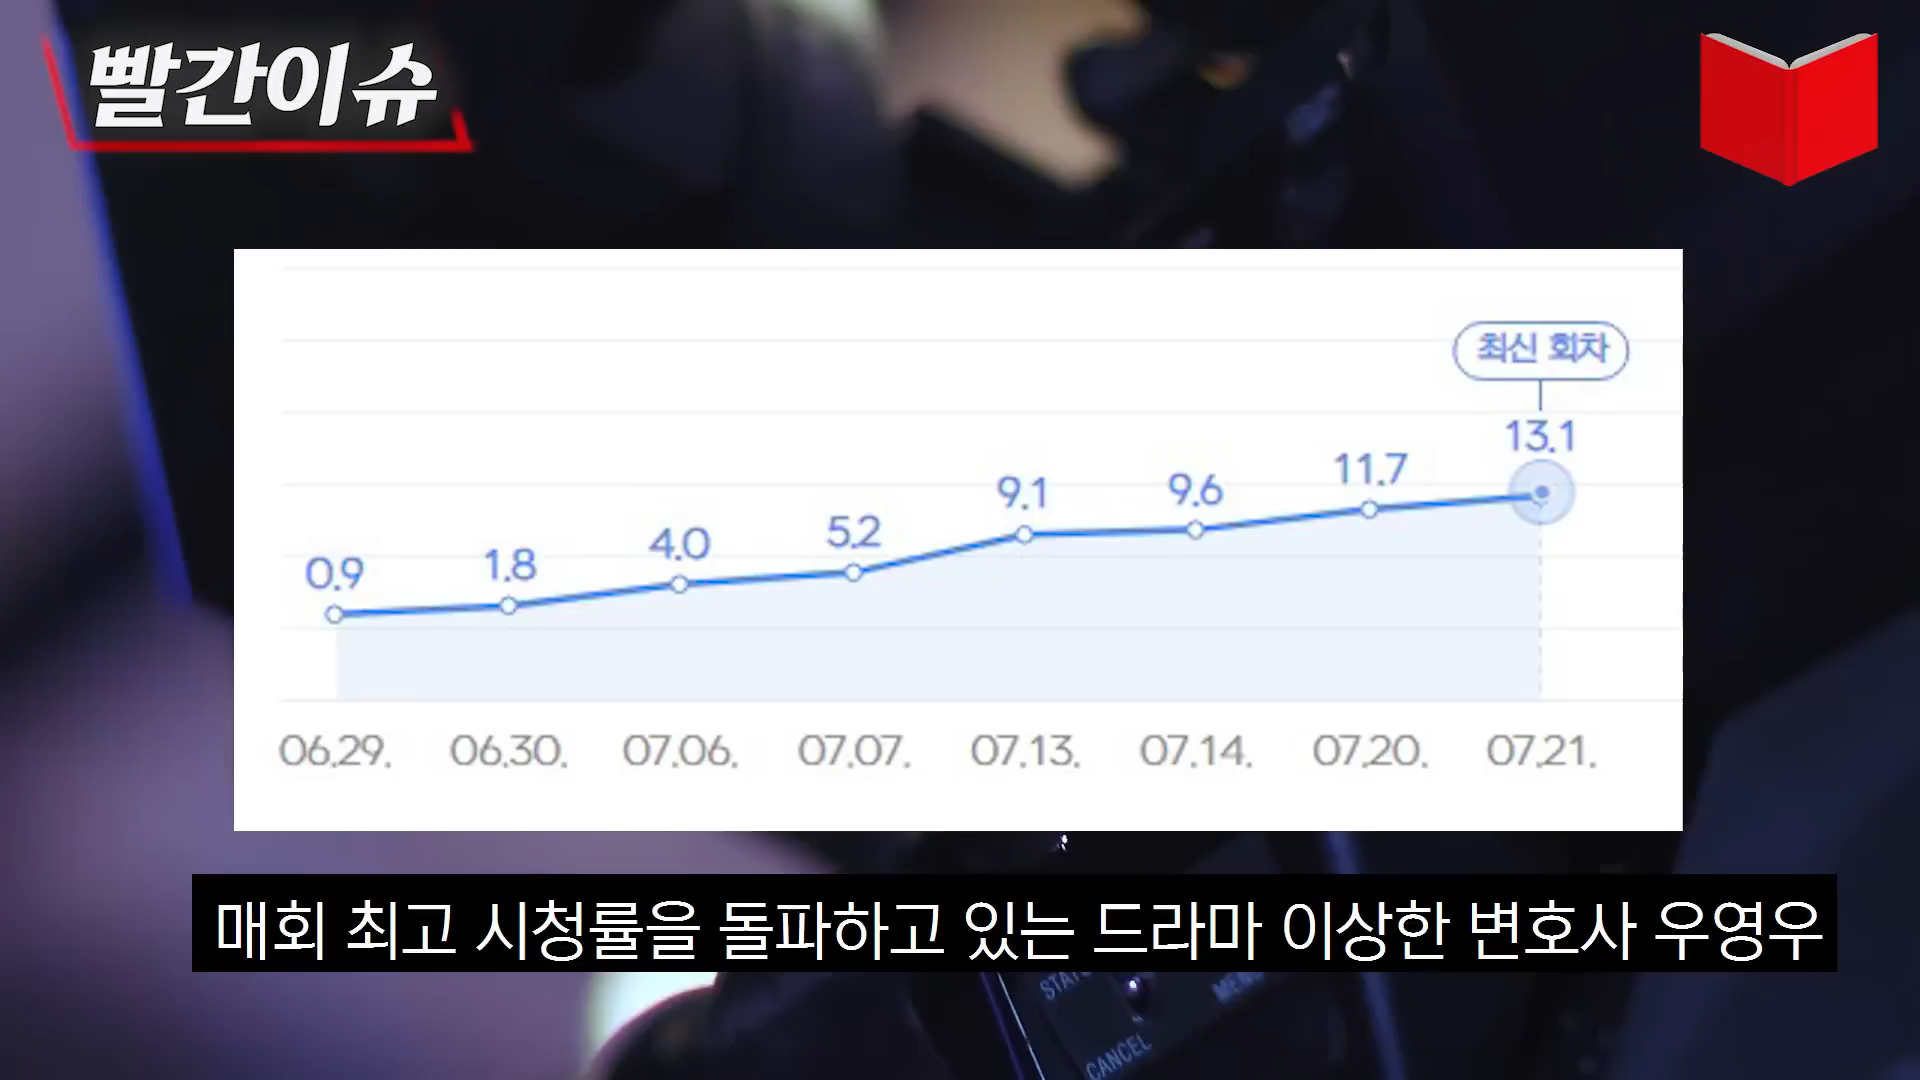 빨간이슈
최신 회차
0.9 1.8 4.0 5.2 9.1 9.6 11.7 13.1
06.29. 06.30. 07.06. 07.07. 07.13. 07.14. 07.20. 07.21.
매회 최고 시청률을 돌파하고 있는 드라마 이상한 변호사 우영우
CANCEL